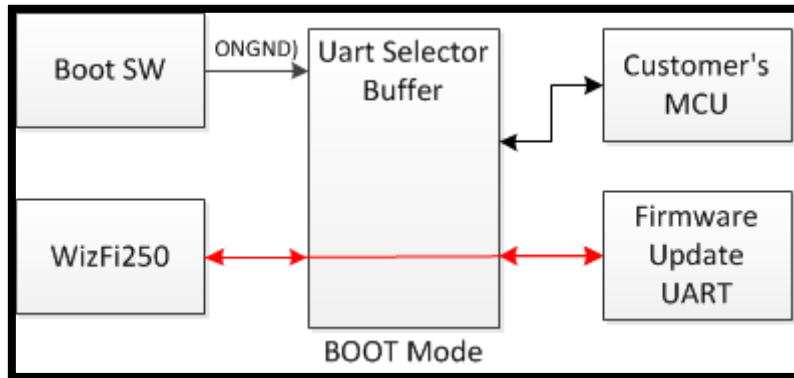 Boot SW
ONGND)
Uart Selector
Buffer
Customer's
MCU
WizFi250
Firmware
Update
UART
BOOT Mode